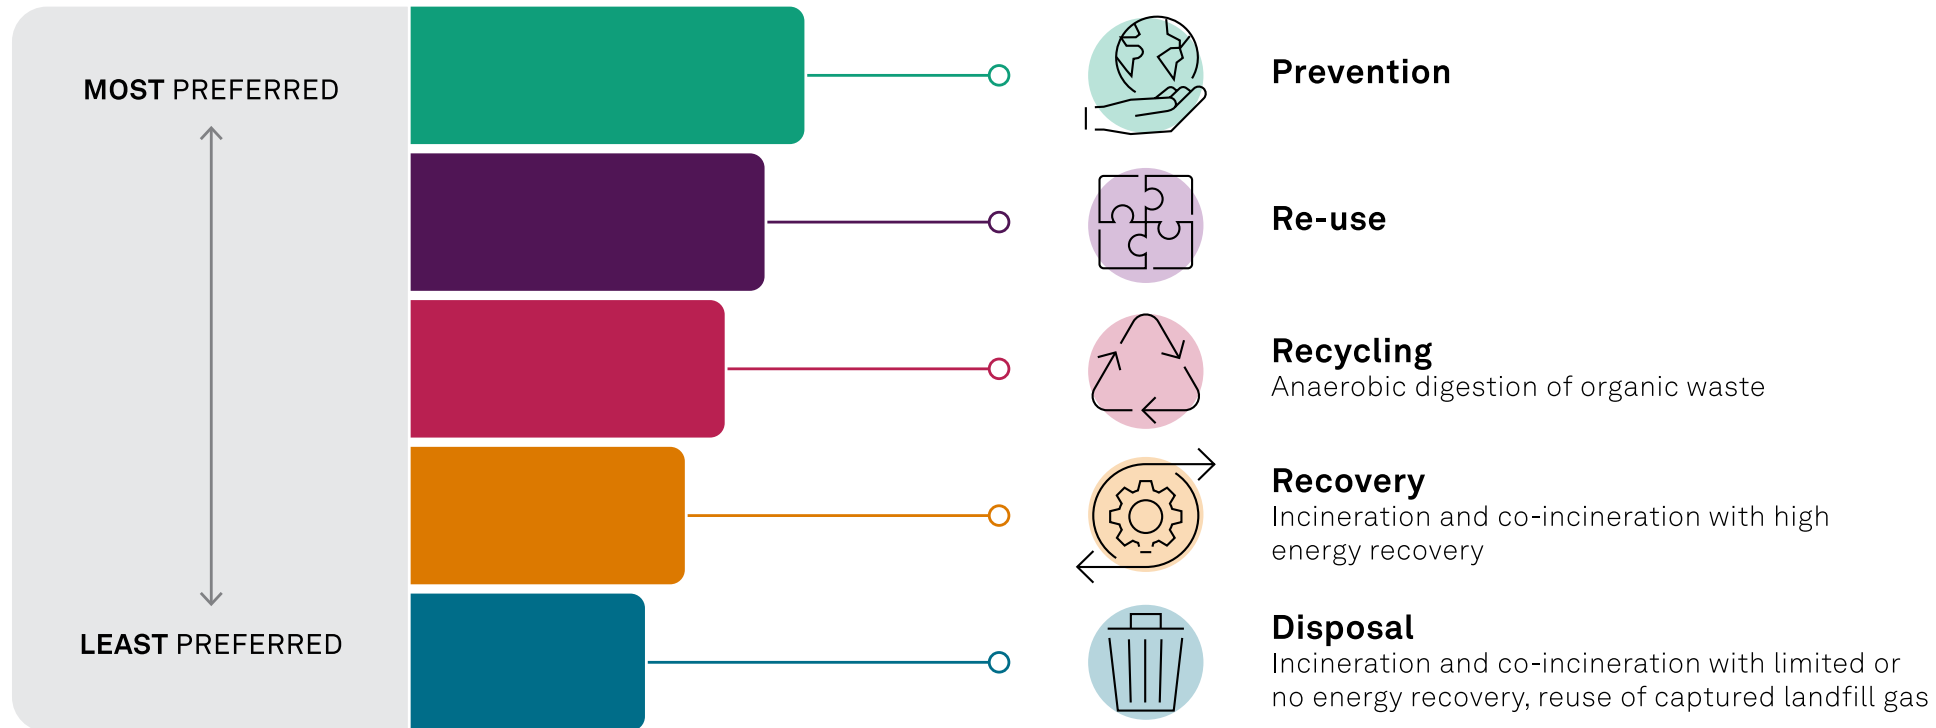 MOST PREFERRED
LEAST PREFERRED
Prevention
Re-use
Recycling
Anaerobic digestion of organic waste
Recovery
Incineration and co-incineration with high
energy recovery
Disposal
Incineration and co-incineration with limited or
no energy recovery, reuse of captured landfill gas